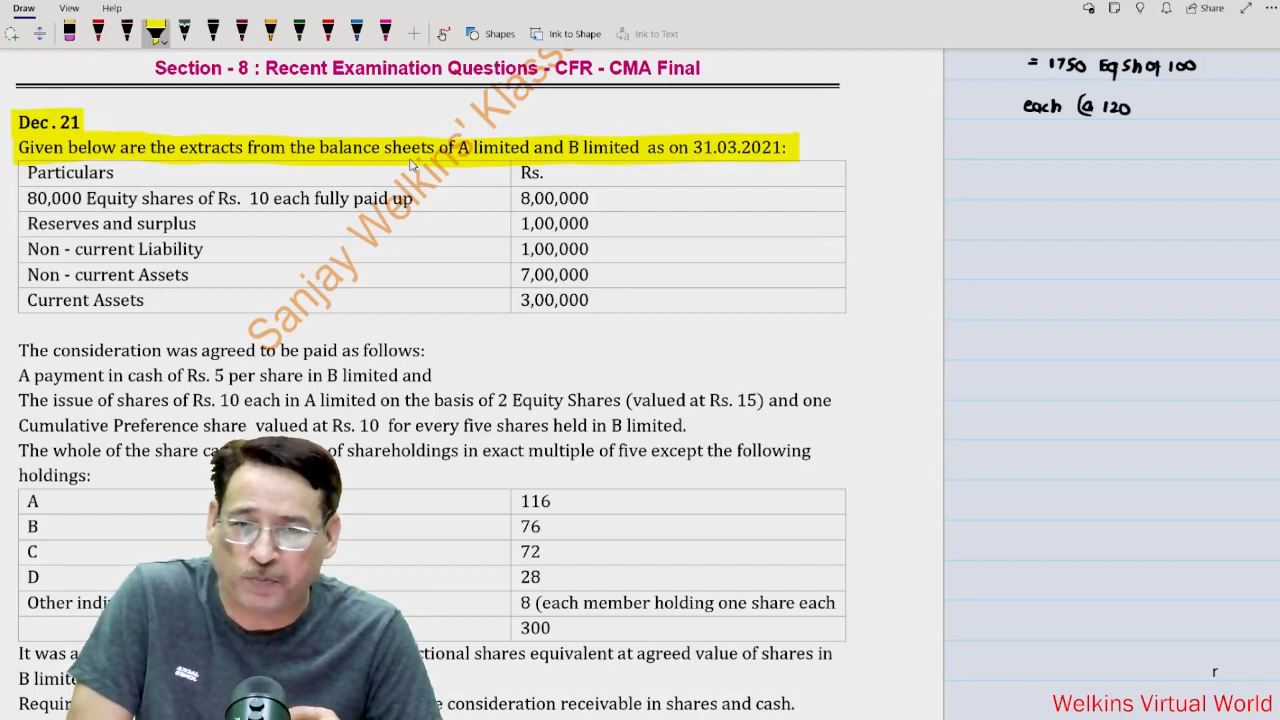 Draw View Help
Shapes Ink to Shape Ink to Text Share
Section - 8 : Recent Examination Questions - CFR - CMA Final
= 1750 Eq Sh of 100
each (@ 120
Dec . 21
Given below are the extracts from the balance sheets of A limited and B limited as on 31.03.2021:
Particulars Rs.
80,000 Equity shares of Rs. 10 each fully paid up 8,00,000
Reserves and surplus 1,00,000
Non - current Liability 1,00,000
Non - current Assets 7,00,000
Current Assets 3,00,000
Sanjay Welkins' Klasses
The consideration was agreed to be paid as follows:
A payment in cash of Rs. 5 per share in B limited and
The issue of shares of Rs. 10 each in A limited on the basis of 2 Equity Shares (valued at Rs. 15) and one
Cumulative Preference share valued at Rs. 10 for every five shares held in B limited.
The whole of the share of shareholdings in exact multiple of five except the following
holdings:
A 116
B 76
C 72
D 28
Other 8 (each member holding one share each
300
It was shares equivalent at agreed value of shares in
B
consideration receivable in shares and cash.
r
Welkins Virtual World